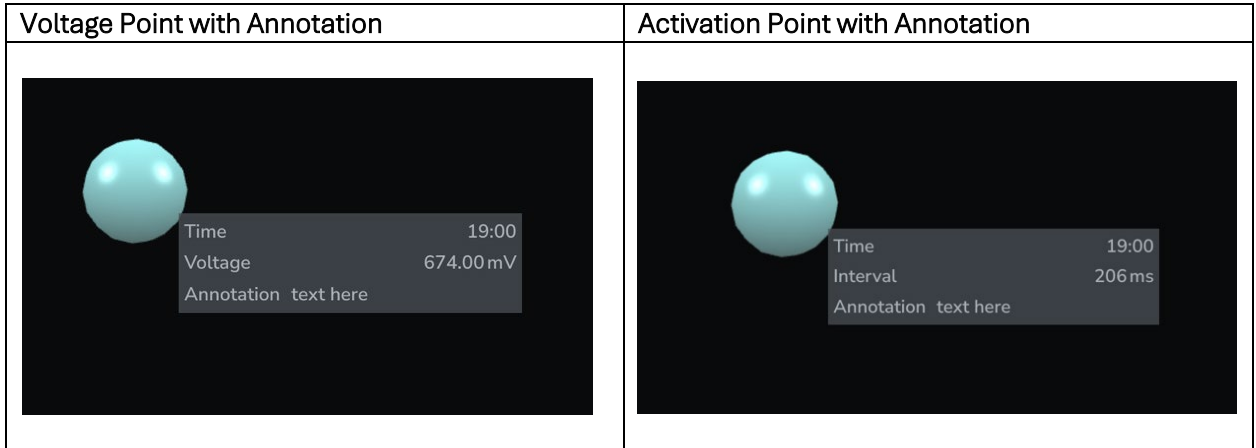 Voltage Point with Annotation
Activation Point with Annotation
Time 19:00
Voltage 674.00 mV
Annotation text here
Time 19:00
Interval 206 ms
Annotation text here